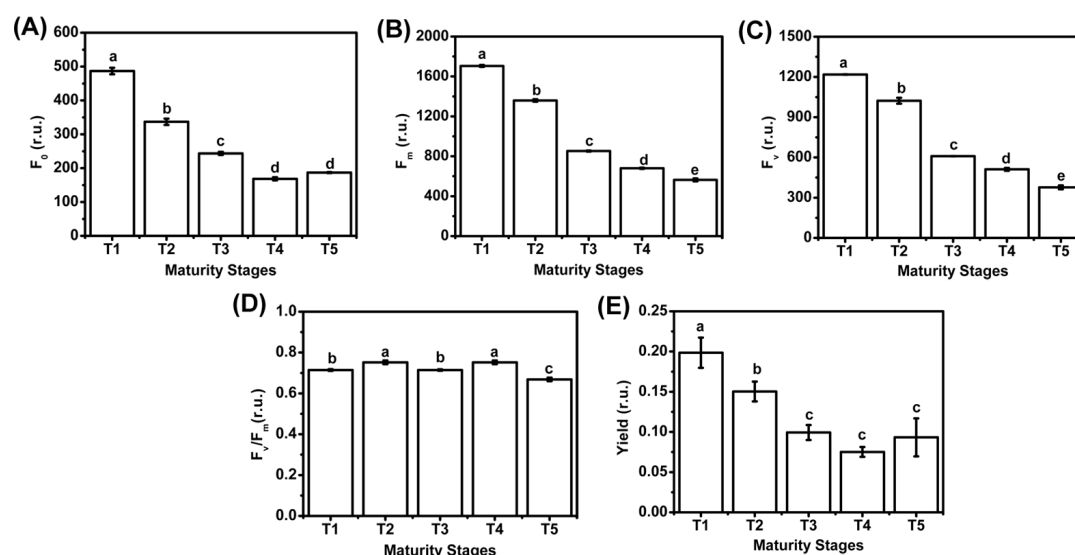 (A)
600
500
400
300
200
100
0
F0 (r.u.)
a
b
c
d
d
T1 T2 T3 T4 T5
Maturity Stages
(B)
2000
1600
1200
800
400
0
Fm (r.u.)
a
b
c
d
e
T1 T2 T3 T4 T5
Maturity Stages
(C)
1500
1200
900
600
300
0
Fv (r.u.)
a
b
c
d
e
T1 T2 T3 T4 T5
Maturity Stages
(D)
1.0
0.8
0.6
0.4
0.2
0.0
Fv/Fm(r.u.)
b
a
b
a
c
T1 T2 T3 T4 T5
Maturity Stages
(E)
0.25
0.20
0.15
0.10
0.05
0.00
Yield (r.u.)
a
b
c
c
c
T1 T2 T3 T4 T5
Maturity Stages